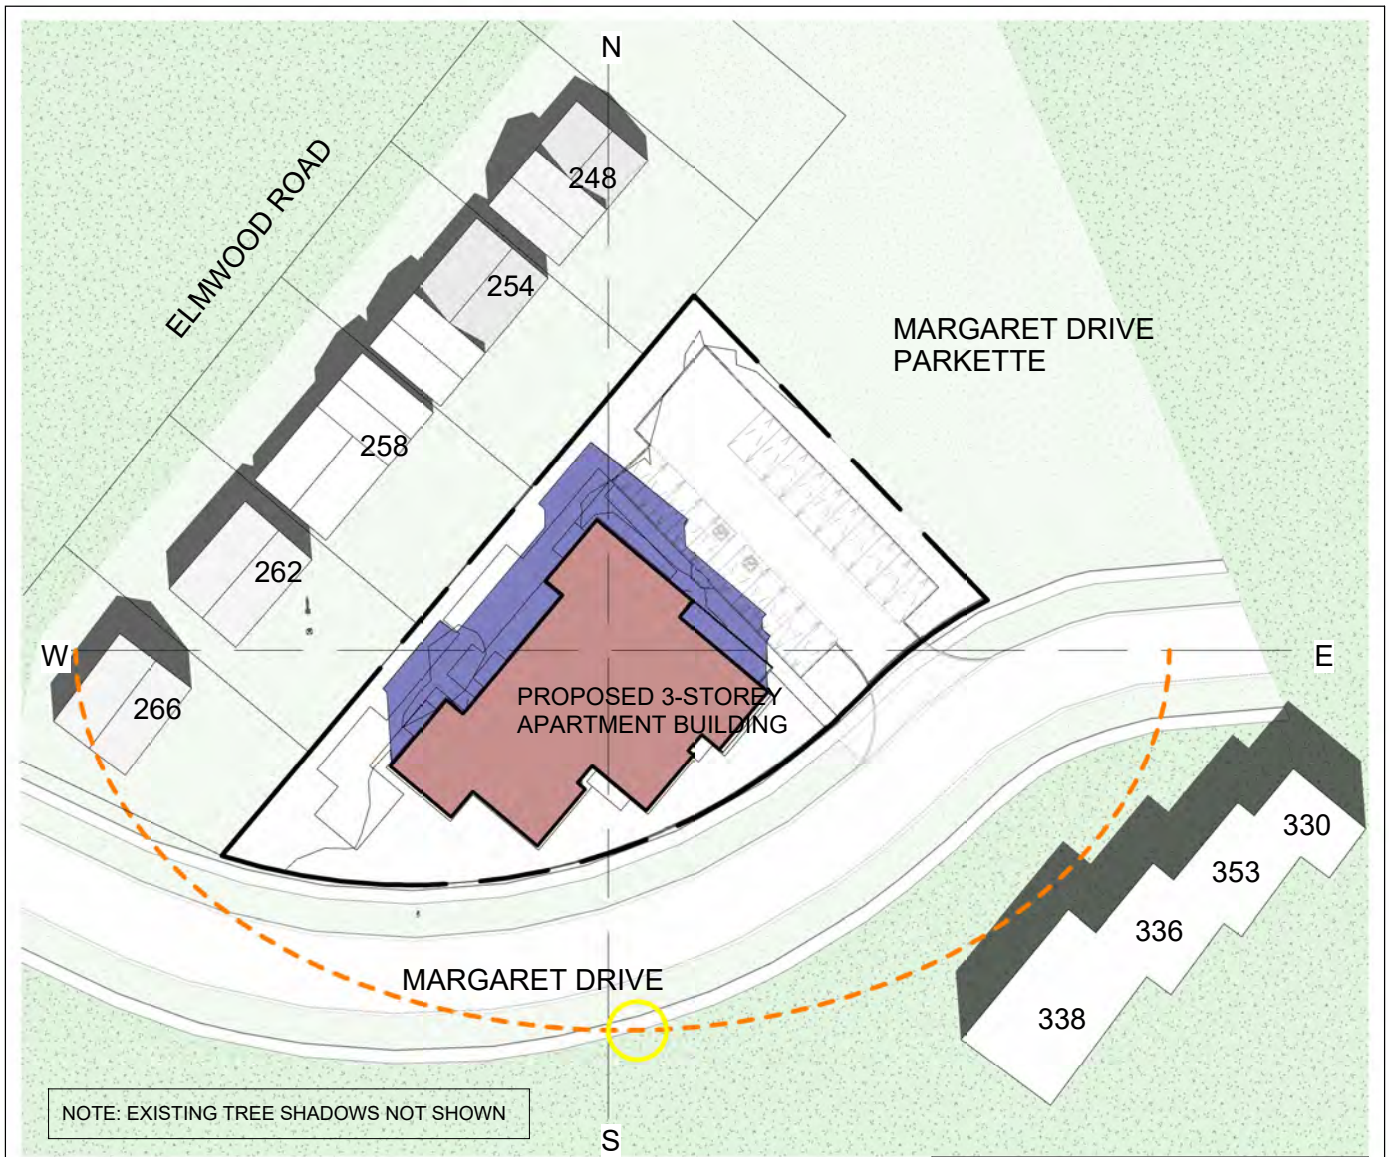 N
ELMWOOD ROAD
248
254
MARGARET DRIVE
PARKETTE
258
262
W
E
266
PROPOSED 3-STOREY
APARTMENT BUILDING
330
353
336
MARGARET DRIVE
338
NOTE: EXISTING TREE SHADOWS NOT SHOWN
S